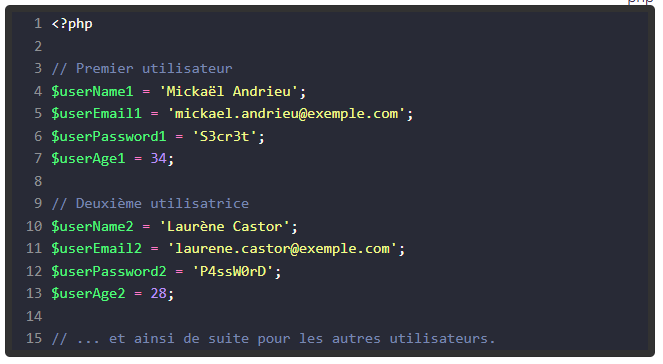 php
1 <?php
2
3 // Premier utilisateur
4 $userName1 = 'Mickaël Andrieu';
5 $userEmail1 = 'mickael.andrieu@exemple.com';
6 $userPassword1 = 'S3cr3t';
7 $userAge1 = 34;
8
9 // Deuxième utilisatrice
10 $userName2 = 'Laurène Castor';
11 $userEmail2 = 'laurene.castor@exemple.com';
12 $userPassword2 = 'P4ssW0rD';
13 $userAge2 = 28;
14
15 // ... et ainsi de suite pour les autres utilisateurs.